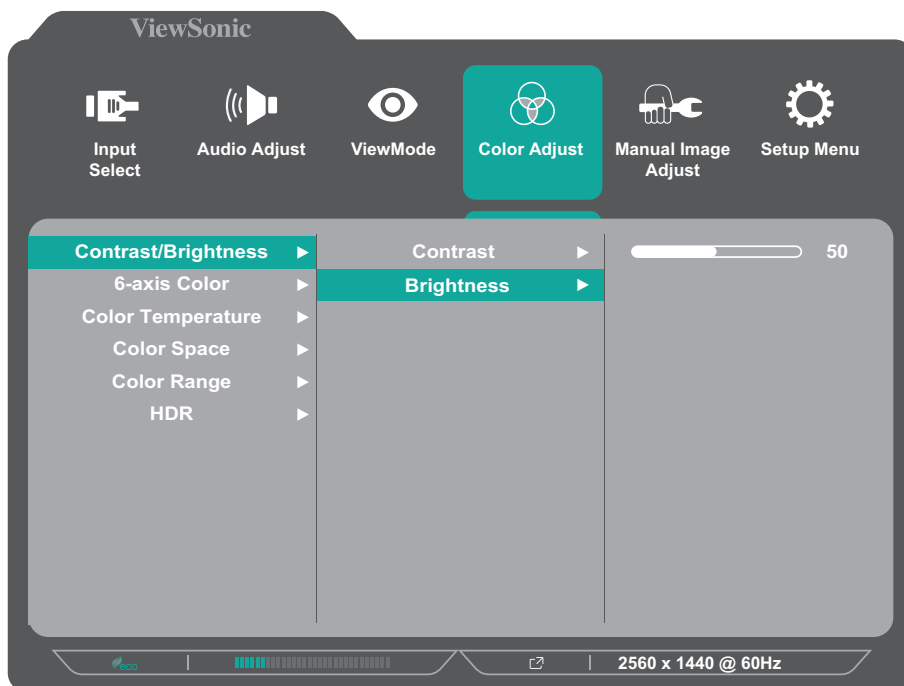 ViewSonic
Input
Select
Audio Adjust
ViewMode
Color Adjust
Manual Image
Adjust
Setup Menu
Contrast/Brightness
6-axis Color
Color Temperature
Color Space
Color Range
HDR
Contrast
Brightness
50
eco
2560 x 1440 @ 60Hz